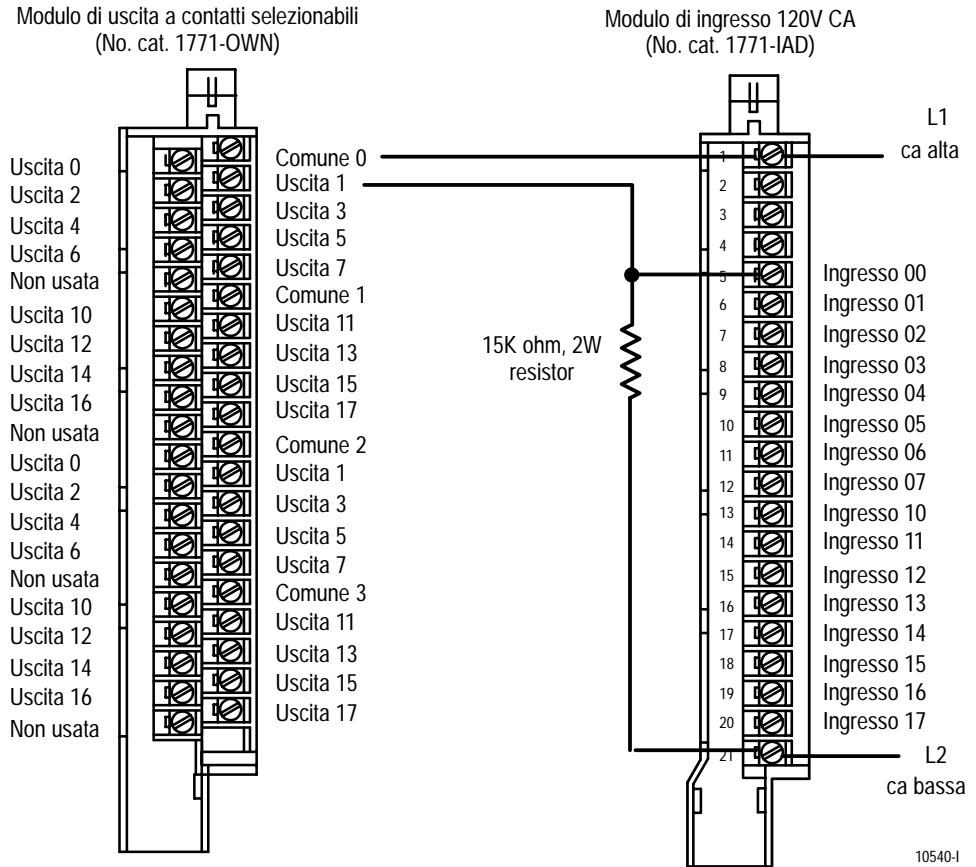 Modulo di uscita a contatti selezionabili
(No. cat. 1771-OWN)
Uscita 0
Uscita 2
Uscita 4
Uscita 6
Non usata
Uscita 10
Uscita 12
Uscita 14
Uscita 16
Non usata
Uscita 0
Uscita 2
Uscita 4
Uscita 6
Non usata
Uscita 10
Uscita 12
Uscita 14
Uscita 16
Non usata
Comune 0
Uscita 1
Uscita 3
Uscita 5
Uscita 7
Comune 1
Uscita 11
Uscita 13
Uscita 15
Uscita 17
Comune 2
Uscita 1
Uscita 3
Uscita 5
Uscita 7
Comune 3
Uscita 11
Uscita 13
Uscita 15
Uscita 17
15K ohm, 2W
resistor
Modulo di ingresso 120V CA
(No. cat. 1771-IAD)
L1
ca alta
1
2
3
4
5 Ingresso 00
6 Ingresso 01
7 Ingresso 02
8 Ingresso 03
9 Ingresso 04
10 Ingresso 05
11 Ingresso 06
12 Ingresso 07
13 Ingresso 10
14 Ingresso 11
15 Ingresso 12
16 Ingresso 13
17 Ingresso 14
18 Ingresso 15
19 Ingresso 16
20 Ingresso 17
21
L2
ca bassa
10540-I